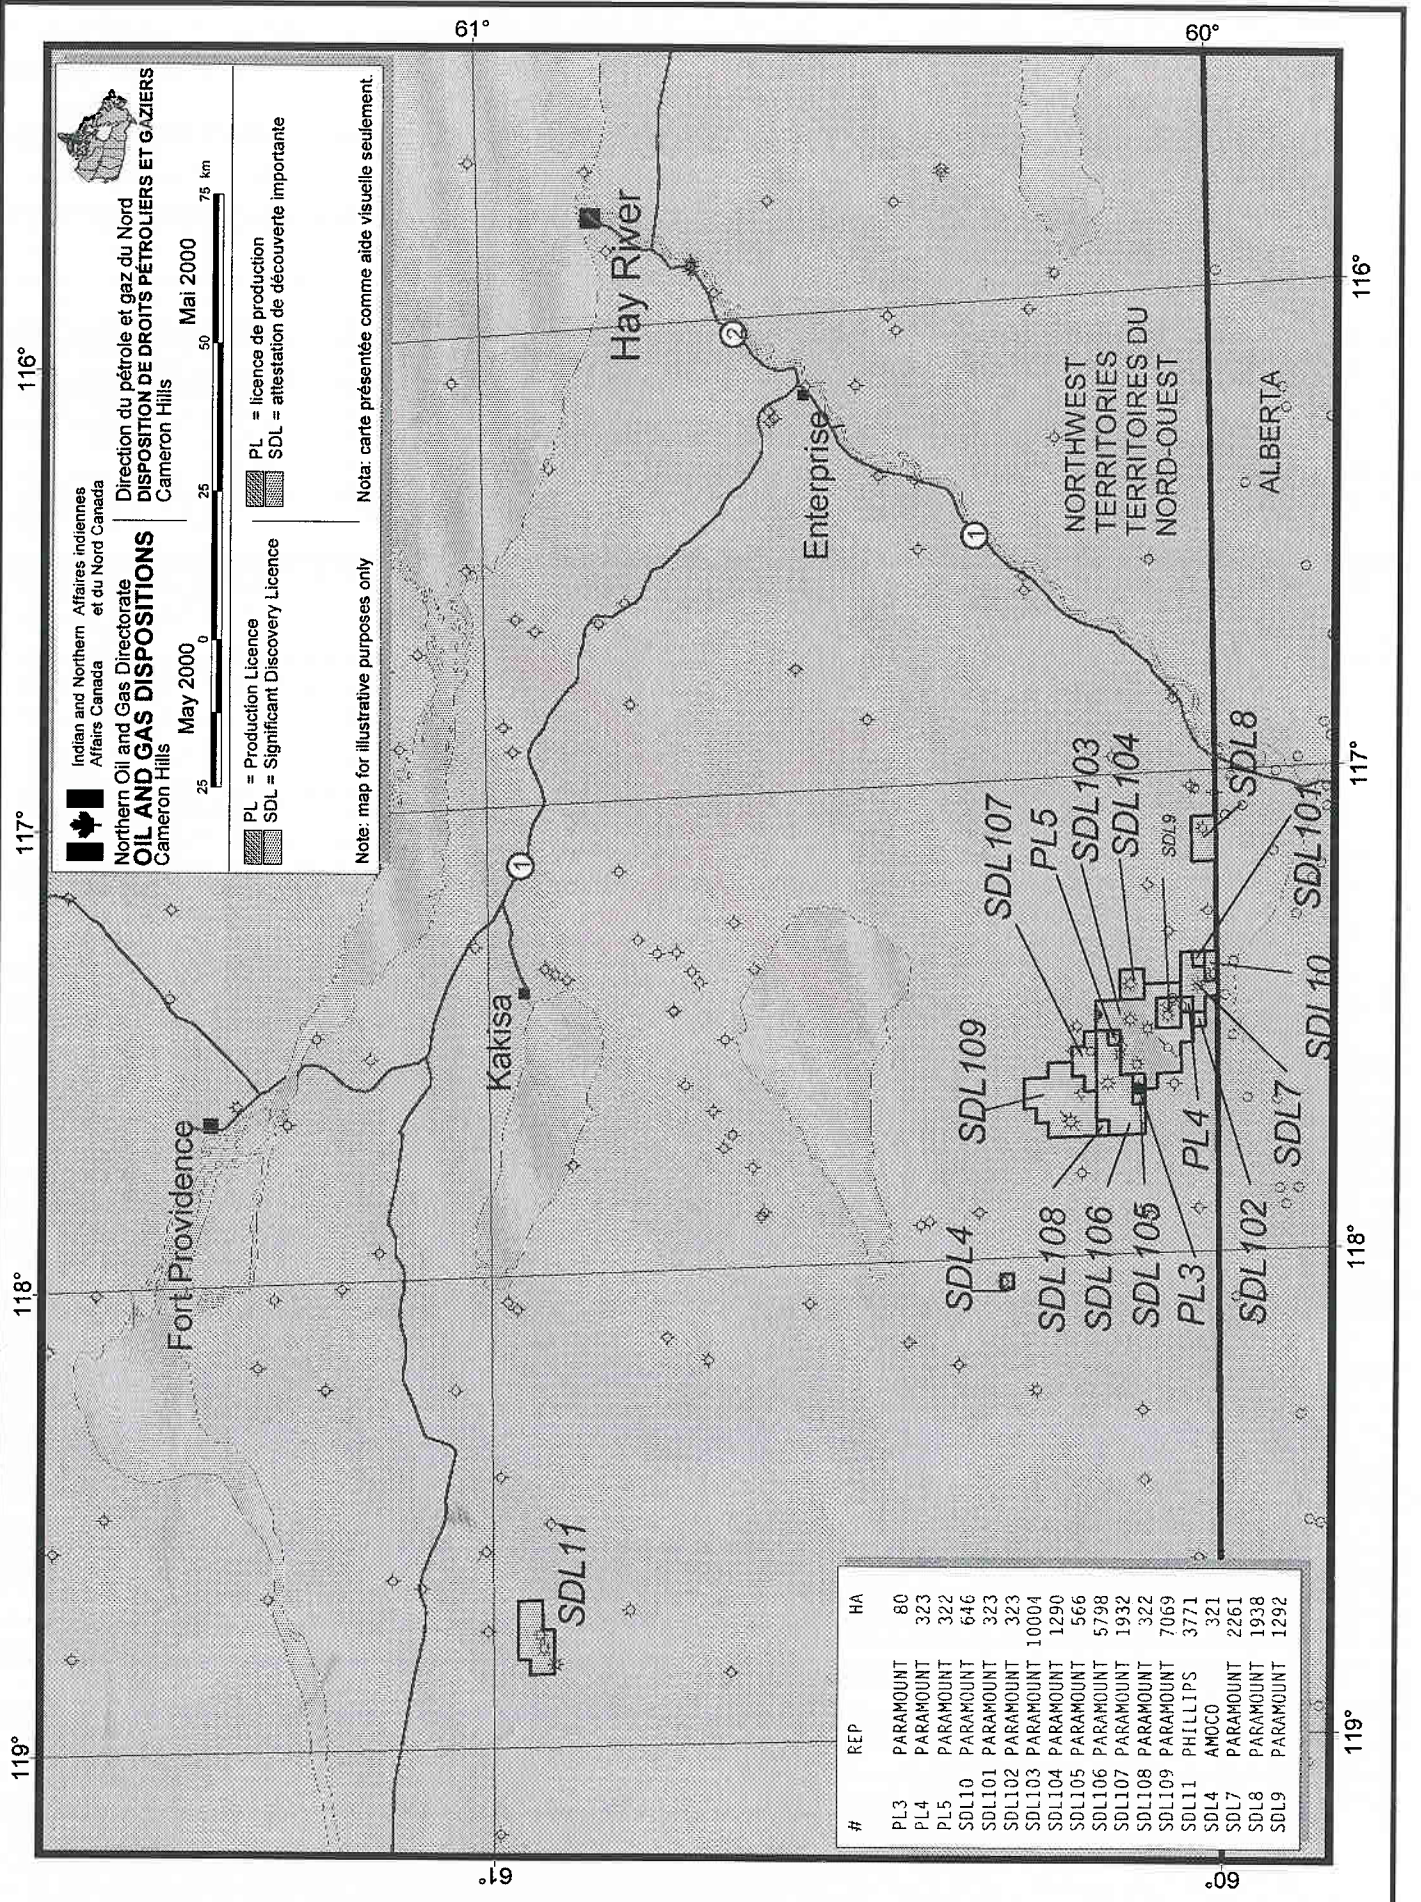 Indian and Northern Affairs Canada
Affaires indiennes et du Nord Canada
Northern Oil and Gas Directorate
OIL AND GAS DISPOSITIONS
Cameron Hills
May 2000
Direction du pétrole et gaz du Nord
DISPOSITION DE DROITS PÉTROLIERS ET GAZIERS
Cameron Hills
Mai 2000
25 0 25 50 75 km
PL = Production Licence
SDL = Significant Discovery Licence
PL = licence de production
SDL = attestation de découverte importante
Note: map for illustrative purposes only
Nota: carte présentée comme aide visuelle seulement.
119° 118° 117° 116°
61°
61°
60°
60°
Fort Providence
Hay River
Kakisa
Enterprise
1
2
1
NORTHWEST
TERRITORIES
TERRITOIRES DU
NORD-OUEST
ALBERTA
SDL11
SDL4
SDL109
SDL107
PL5
SDL103
SDL104
SDL9
SDL8
SDL108
SDL106
SDL105
PL3
PL4
SDL102
SDL7
SDL10
SDL101
# REP HA
PL3 PARAMOUNT 80
PL4 PARAMOUNT 323
PL5 PARAMOUNT 322
SDL10 PARAMOUNT 646
SDL101 PARAMOUNT 323
SDL102 PARAMOUNT 323
SDL103 PARAMOUNT 10004
SDL104 PARAMOUNT 1290
SDL105 PARAMOUNT 566
SDL106 PARAMOUNT 5798
SDL107 PARAMOUNT 1932
SDL108 PARAMOUNT 322
SDL109 PARAMOUNT 7069
SDL11 PHILLIPS 3771
SDL4 AMOCO 321
SDL7 PARAMOUNT 2261
SDL8 PARAMOUNT 1938
SDL9 PARAMOUNT 1292
119° 118° 117° 116°